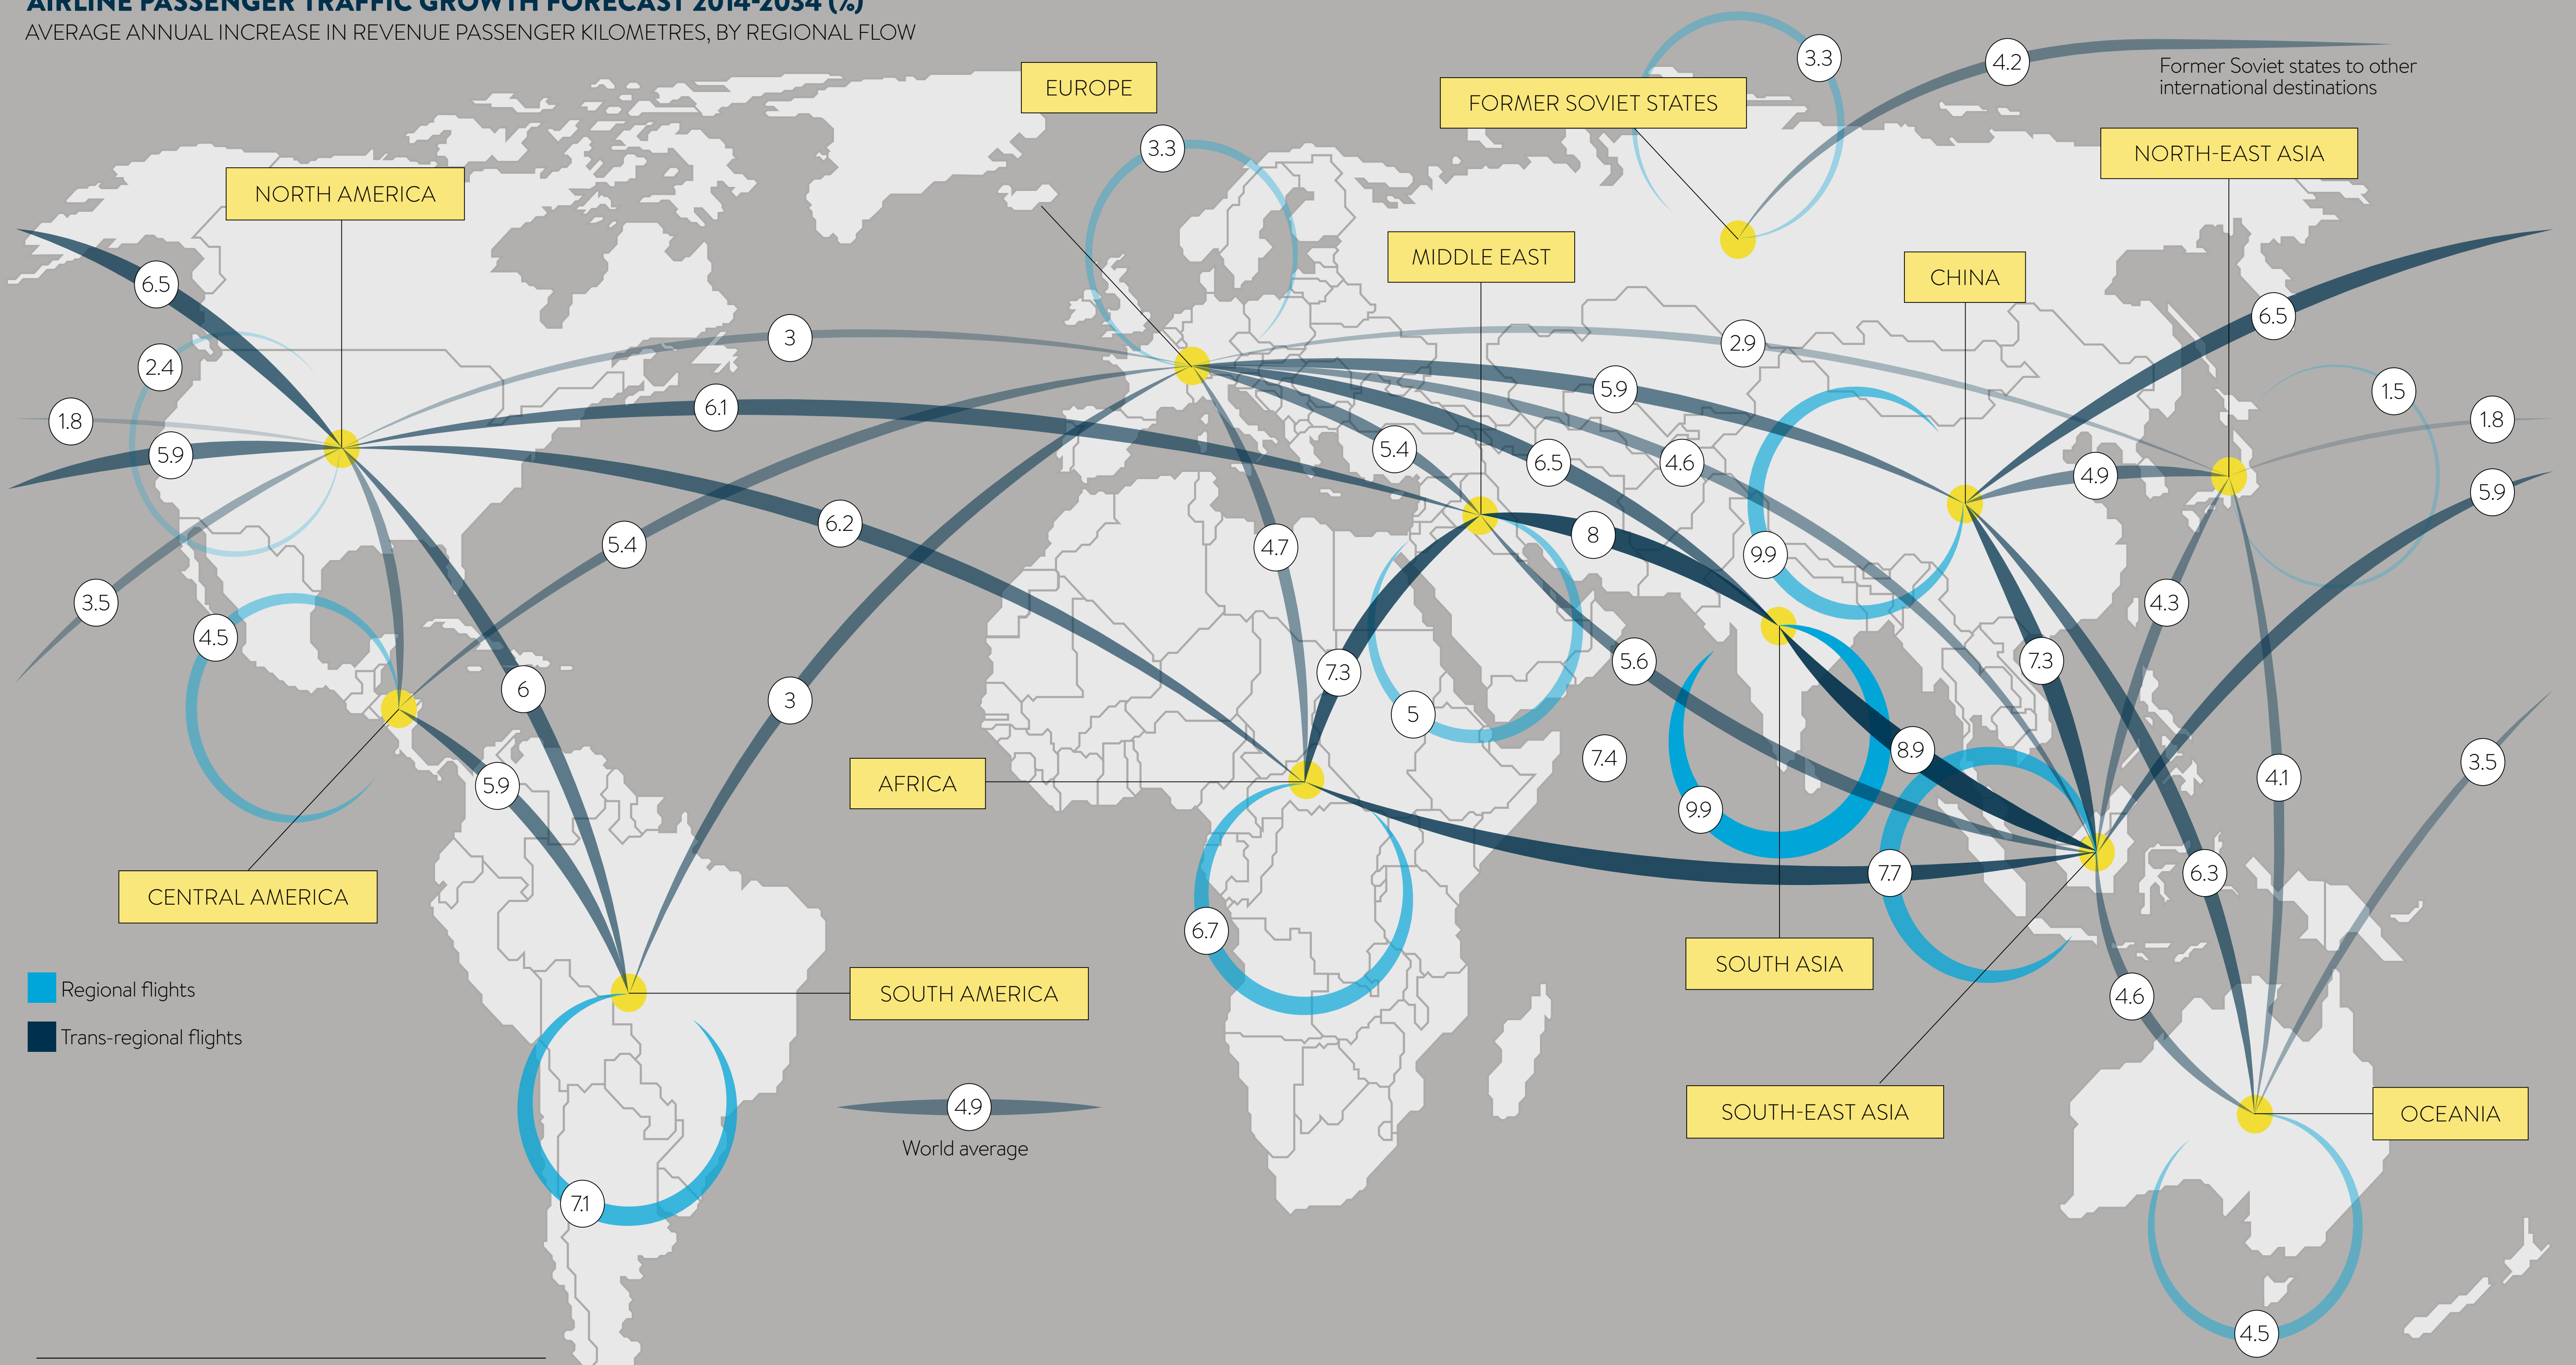 AIRLINE PASSENGER TRAFFIC GROWTH FORECAST 2014-2034 (%)
AVERAGE ANNUAL INCREASE IN REVENUE PASSENGER KILOMETRES, BY REGIONAL FLOW
3.3
4.2
Former Soviet states to other
international destinations
EUROPE
FORMER SOVIET STATES
3.3
NORTH-EAST ASIA
NORTH AMERICA
MIDDLE EAST
CHINA
6.5
6.5
3
2.9
2.4
5.9
1.5
6.1
1.8
1.8
5.9
5.4
6.5
4.6
4.9
5.9
6.2
8
5.4
4.7
9.9
3.5
4.3
4.5
5.6
7.3
7.3
6
3
5
8.9
7.4
3.5
4.1
AFRICA
5.9
9.9
7.7
6.3
CENTRAL AMERICA
6.7
SOUTH ASIA
Regional flights
SOUTH AMERICA
4.6
Trans-regional flights
4.9
World average
SOUTH-EAST ASIA
OCEANIA
7.1
4.5